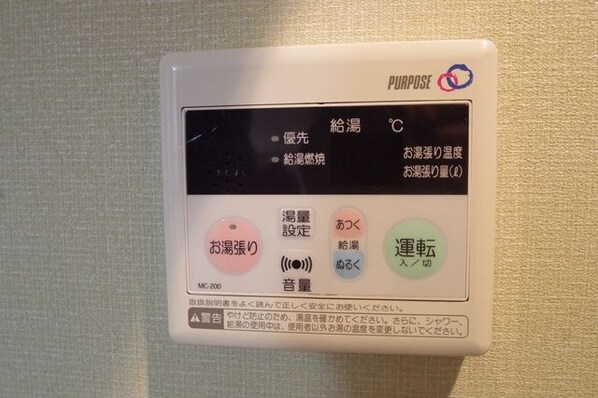 PURPOSE
給湯 ℃
優先
給湯燃焼
お湯張り温度
お湯張り量(ℓ)
お湯張り
湯量
設定
音量
あつく
給湯
ぬるく
運転
入/切
MC-200
取扱説明書をよく読んで正しく安全にお使いください。
警告
やけど防止のため、湯温を確かめてください。さらに、シャワー、
給湯の使用中は、使用者以外お湯の温度を変更しないでください。